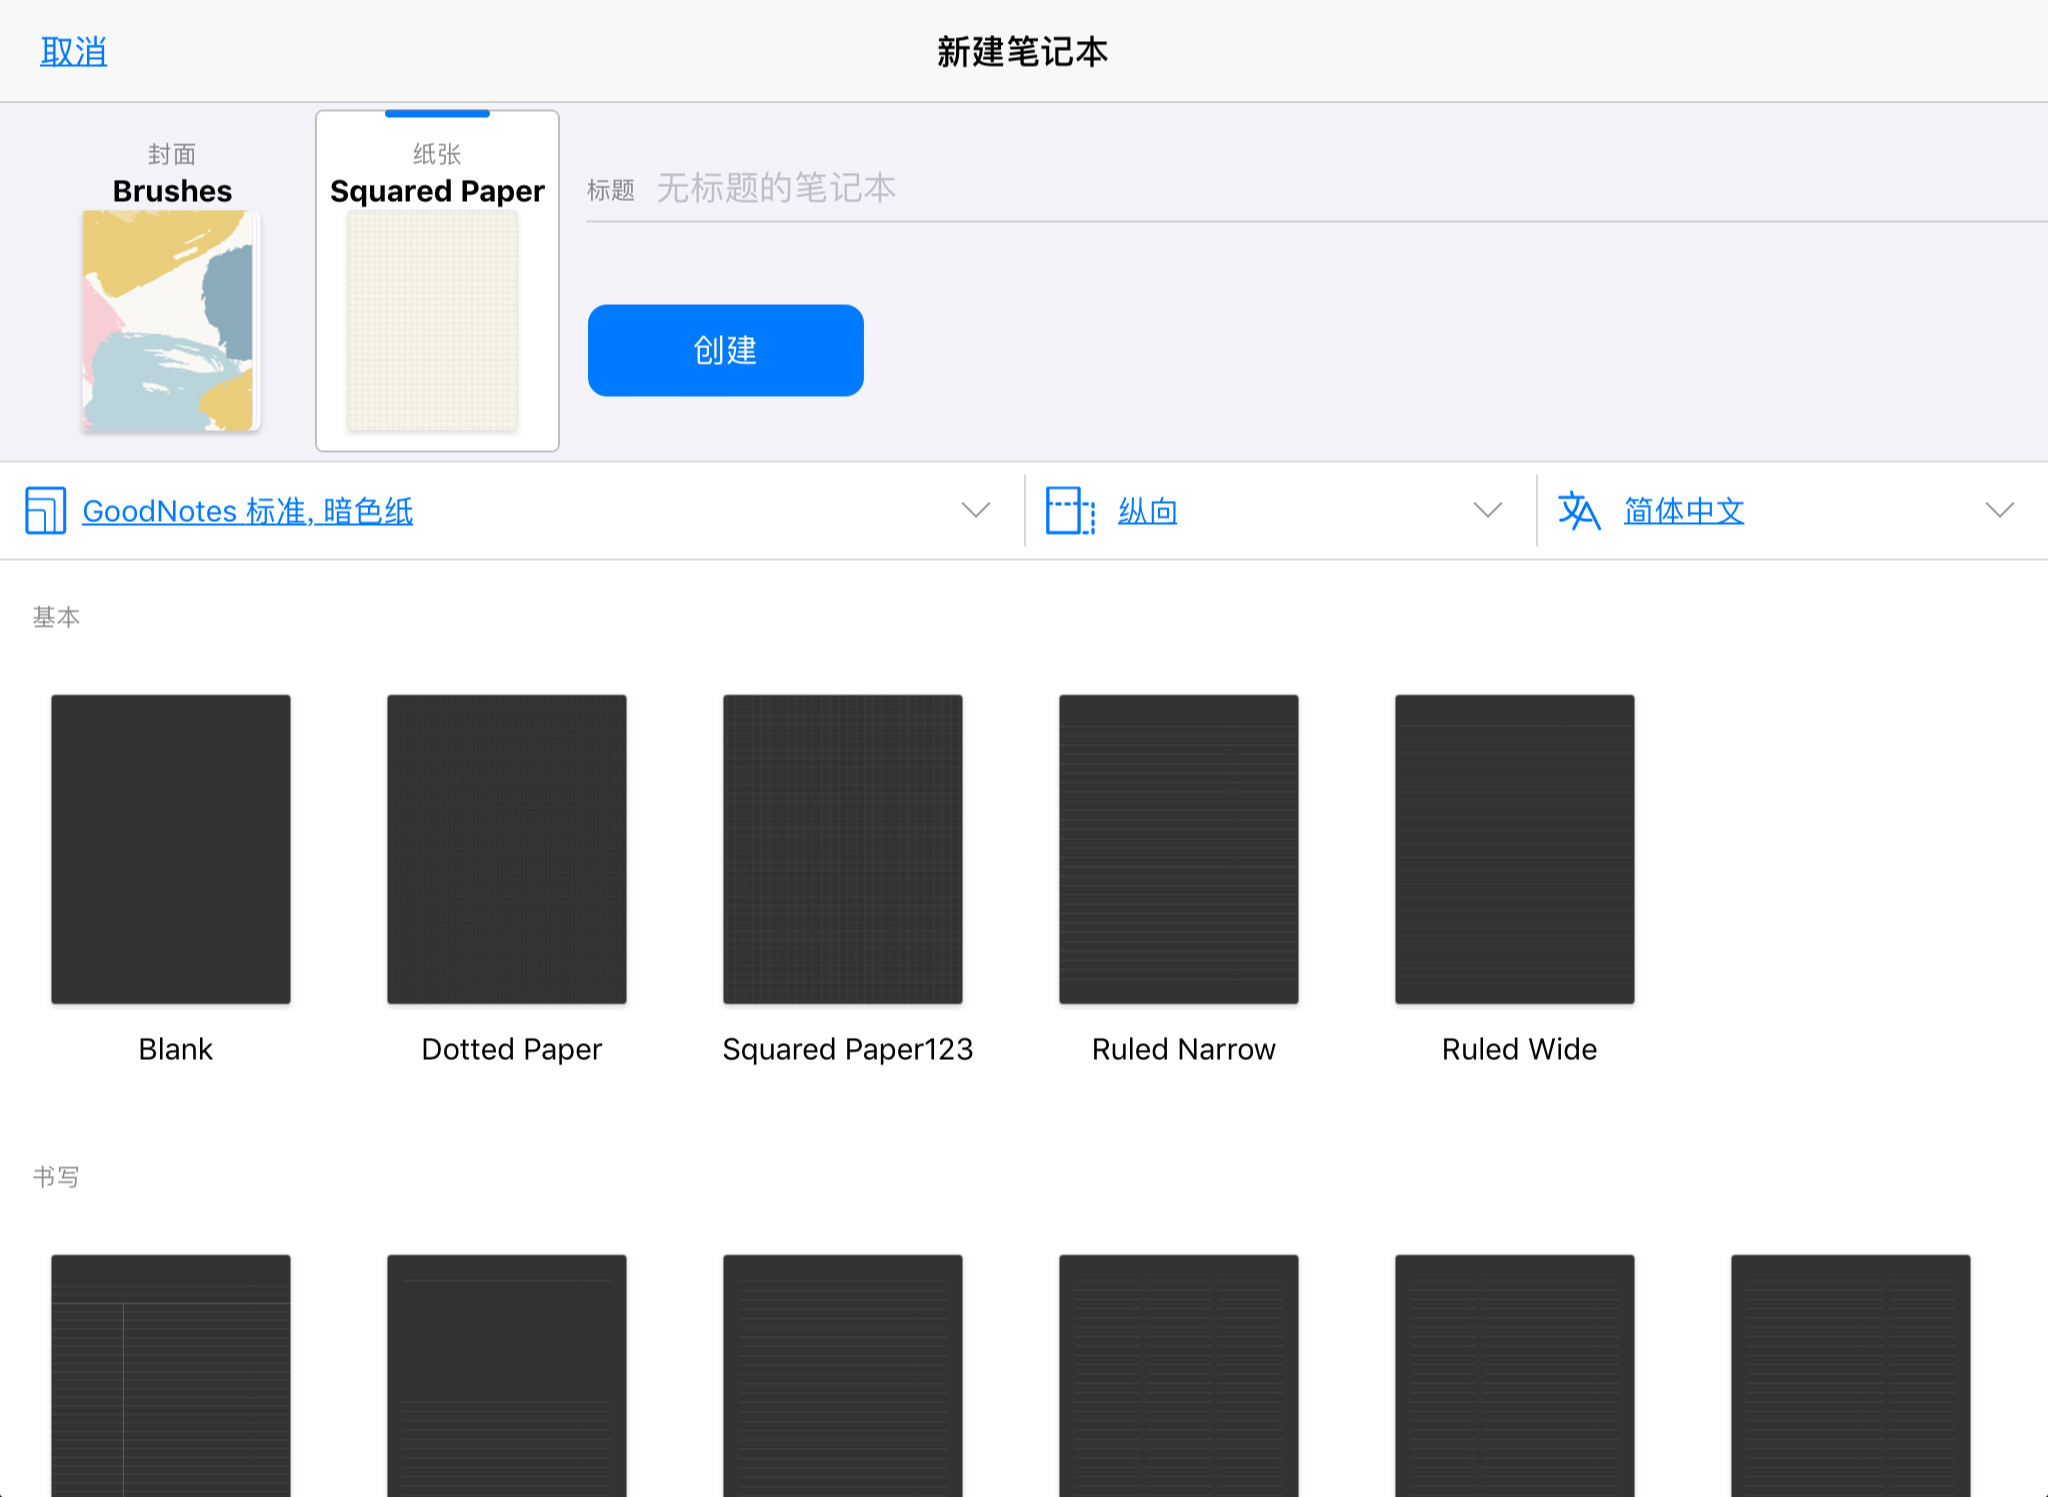 取消
新建笔记本
封面
Brushes
纸张
Squared Paper
标题
无标题的笔记本
创建
GoodNotes 标准, 暗色纸
纵向
简体中文
基本
Blank
Dotted Paper
Squared Paper123
Ruled Narrow
Ruled Wide
书写